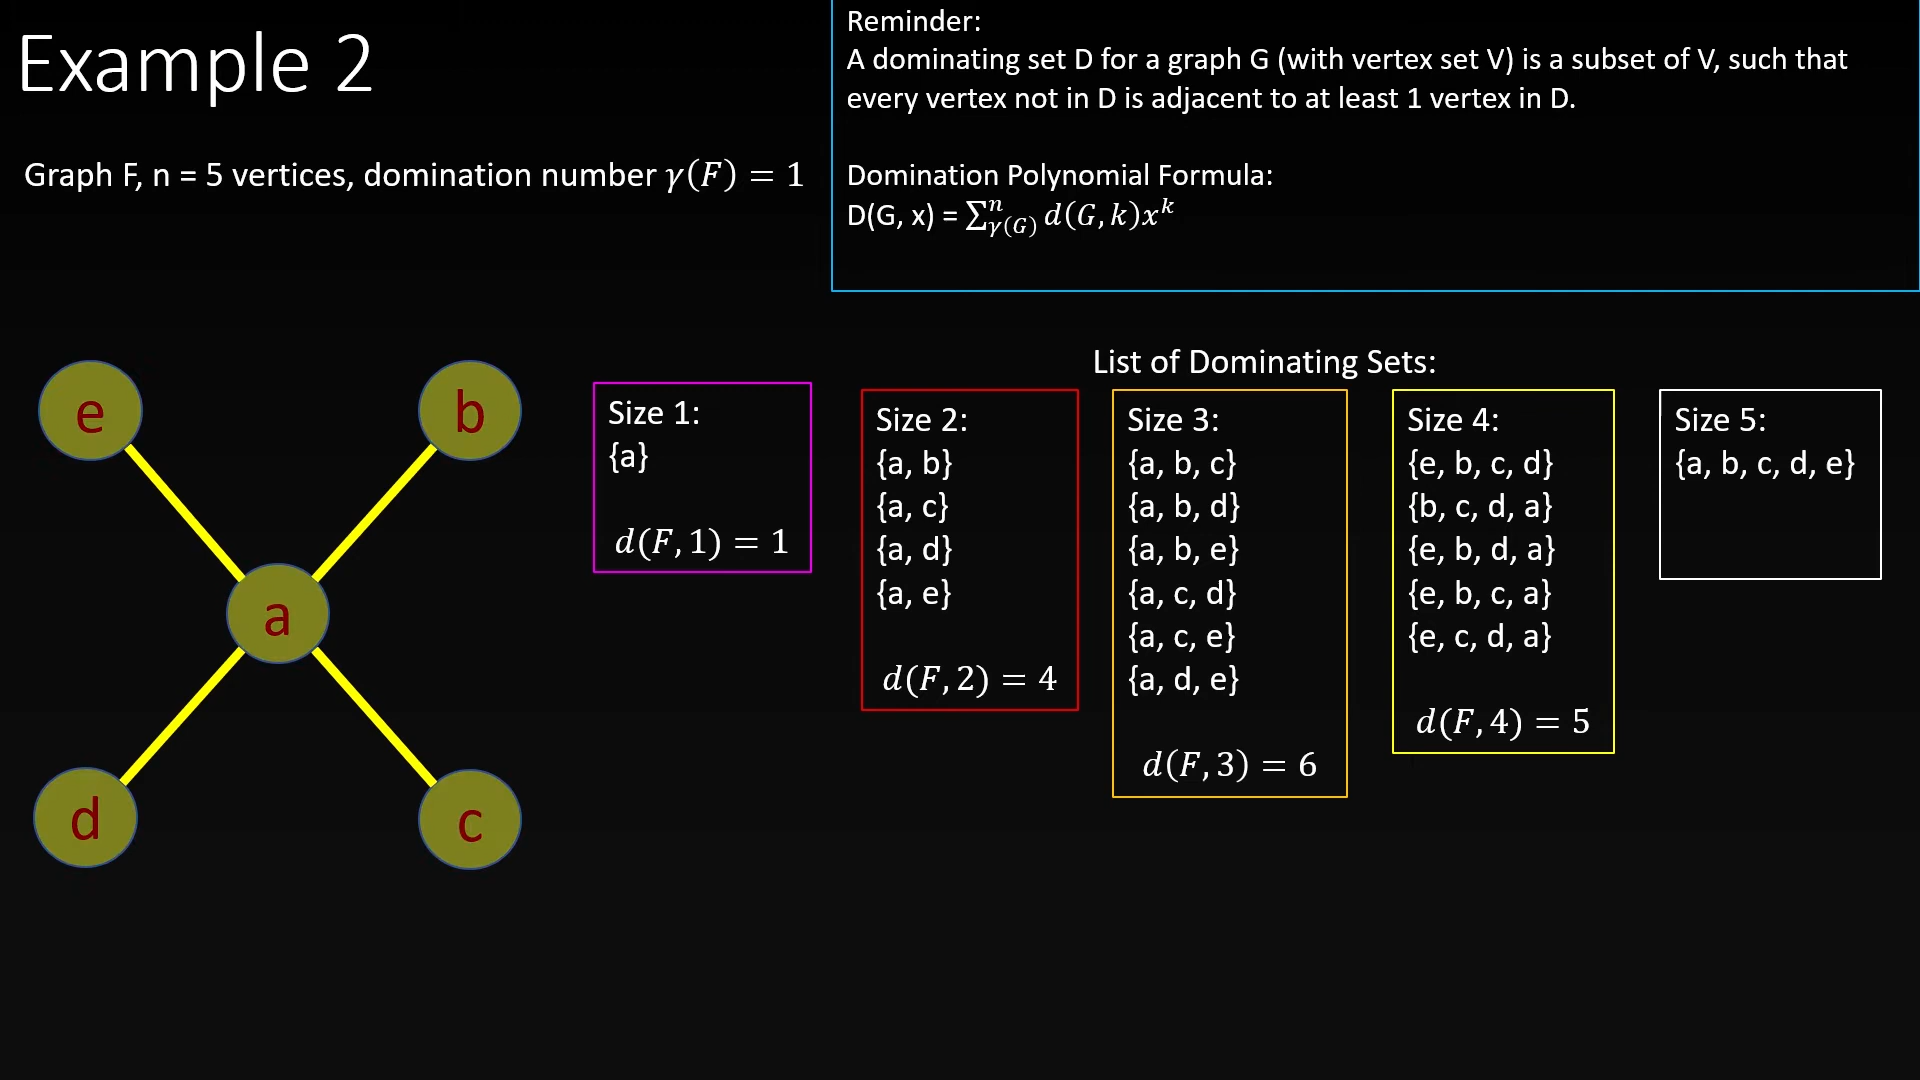 Example 2
Graph F, n = 5 vertices, domination number γ(F) = 1
Reminder:
A dominating set D for a graph G (with vertex set V) is a subset of V, such that
every vertex not in D is adjacent to at least 1 vertex in D.
Domination Polynomial Formula:
D(G, x) = ∑ⁿ_γ(G) d(G, k)xᵏ
e
b
a
d
c
List of Dominating Sets:
Size 1:
{a}
d(F, 1) = 1
Size 2:
{a, b}
{a, c}
{a, d}
{a, e}
d(F, 2) = 4
Size 3:
{a, b, c}
{a, b, d}
{a, b, e}
{a, c, d}
{a, c, e}
{a, d, e}
d(F, 3) = 6
Size 4:
{e, b, c, d}
{b, c, d, a}
{e, b, d, a}
{e, b, c, a}
{e, c, d, a}
d(F, 4) = 5
Size 5:
{a, b, c, d, e}